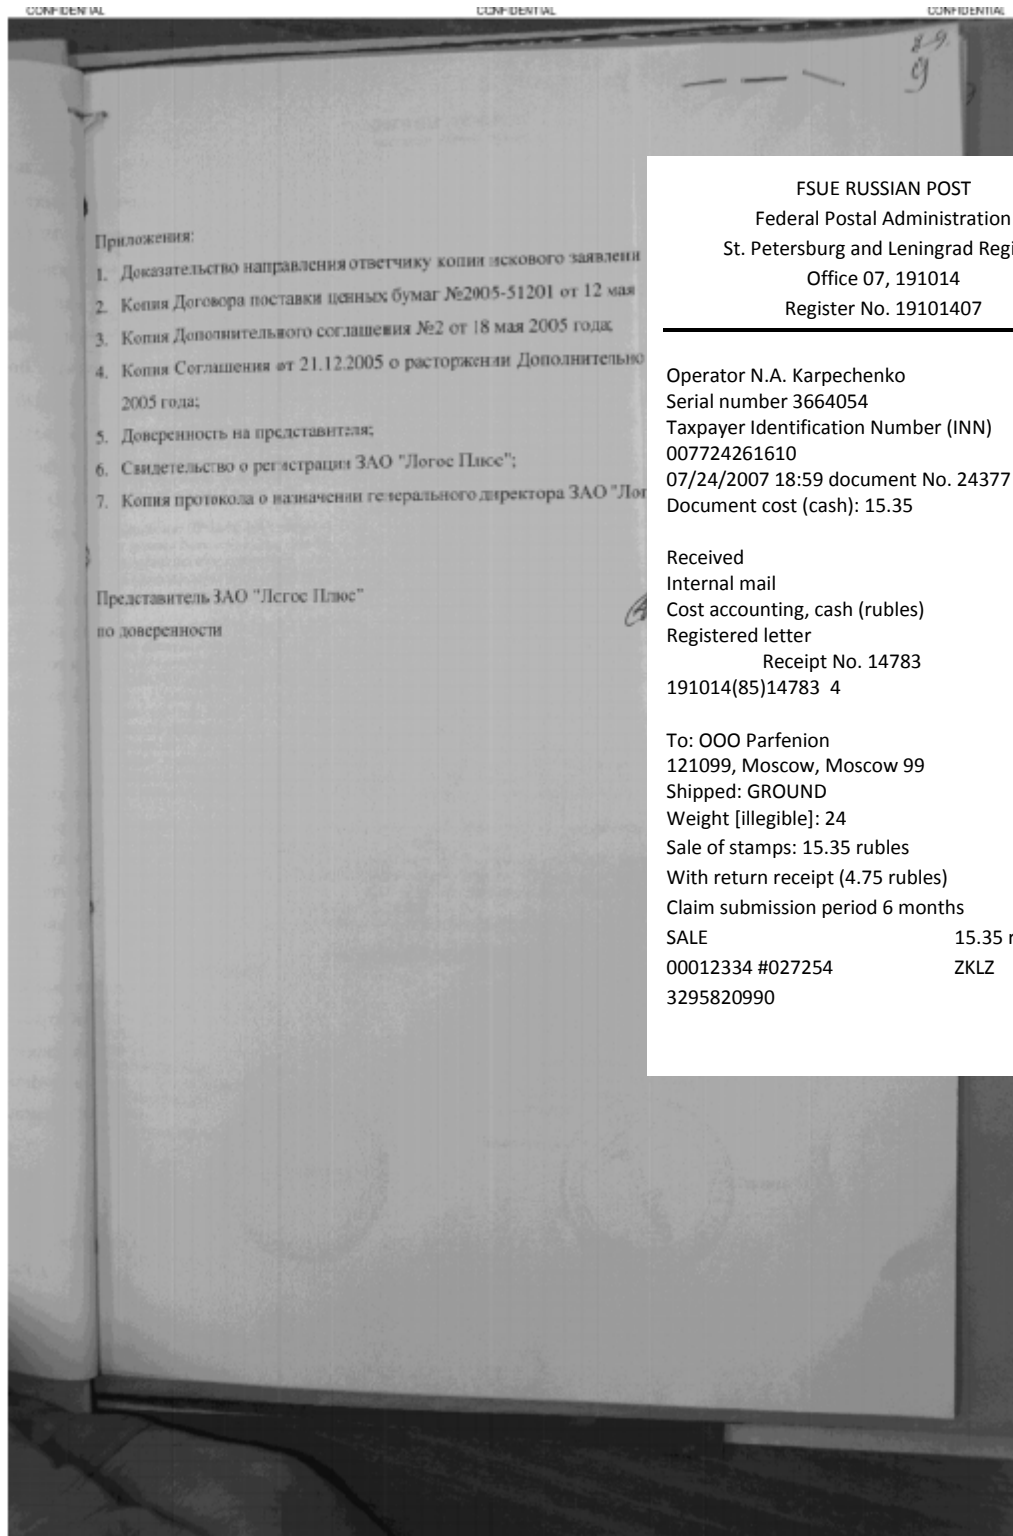 CONFIDENTIAL CONFIDENTIAL CONFIDENTIAL
8-9.
9
Приложения:
1. Доказательство направления ответчику копии искового заявлени
2. Копия Договора поставки ценных бумаг №2005-51201 от 12 мая
3. Копия Дополнительного соглашения №2 от 18 мая 2005 года;
4. Копия Соглашения от 21.12.2005 о расторжении Дополнительно
2005 года;
5. Доверенность на представителя;
6. Свидетельство о регистрации ЗАО "Логос Плюс";
7. Копия протокола о назначении генерального директора ЗАО "Лог
Представитель ЗАО "Логос Плюс"
по доверенности
FSUE RUSSIAN POST
Federal Postal Administration
St. Petersburg and Leningrad Regi
Office 07, 191014
Register No. 19101407
Operator N.A. Karpechenko
Serial number 3664054
Taxpayer Identification Number (INN)
007724261610
07/24/2007 18:59 document No. 24377
Document cost (cash): 15.35
Received
Internal mail
Cost accounting, cash (rubles)
Registered letter
Receipt No. 14783
191014(85)14783 4
To: OOO Parfenion
121099, Moscow, Moscow 99
Shipped: GROUND
Weight [illegible]: 24
Sale of stamps: 15.35 rubles
With return receipt (4.75 rubles)
Claim submission period 6 months
SALE 15.35 r
00012334 #027254 ZKLZ
3295820990